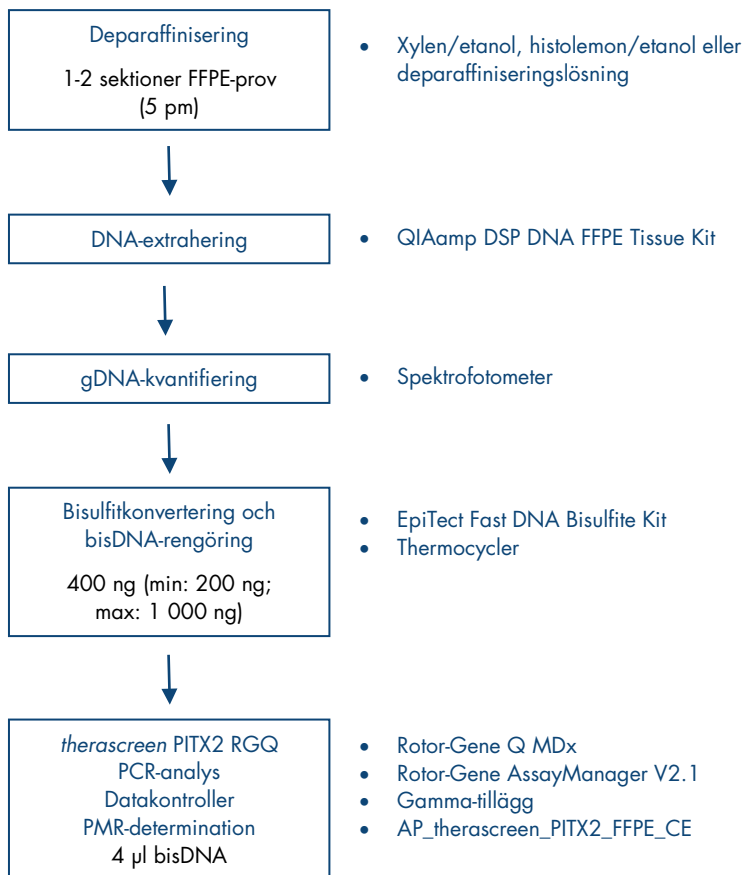 Deparaffinisering
1-2 sektioner FFPE-prov
(5 pm)
• Xylen/etanol, histolemon/etanol eller
deparaffiniseringslösning
DNA-extrahering
• QIAamp DSP DNA FFPE Tissue Kit
gDNA-kvantifiering
• Spektrofotometer
Bisulfitkonvertering och
bisDNA-rengöring
400 ng (min: 200 ng;
max: 1 000 ng)
• EpiTect Fast DNA Bisulfite Kit
• Thermocycler
therascreen PITX2 RGQ
PCR-analys
Datakontroller
PMR-determination
4 µl bisDNA
• Rotor-Gene Q MDx
• Rotor-Gene AssayManager V2.1
• Gamma-tillägg
• AP_therascreen_PITX2_FFPE_CE